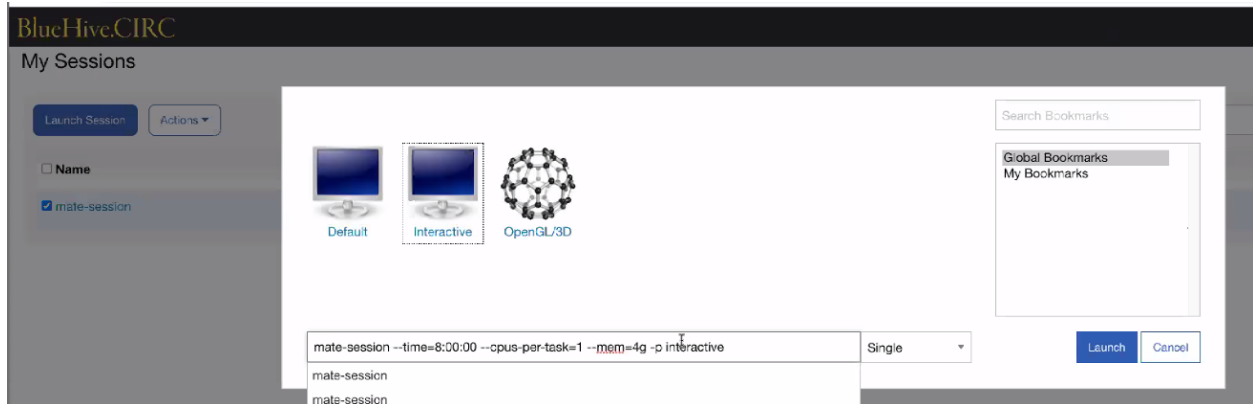 BlueHive.CIRC
My Sessions
Launch Session
Actions
Search Bookmarks
Name
Global Bookmarks
My Bookmarks
mate-session
Default
Interactive
OpenGL/3D
mate-session --time=8:00:00 --cpus-per-task=1 --mem=4g -p interactive
Single
Launch
Cancel
mate-session
mate-session